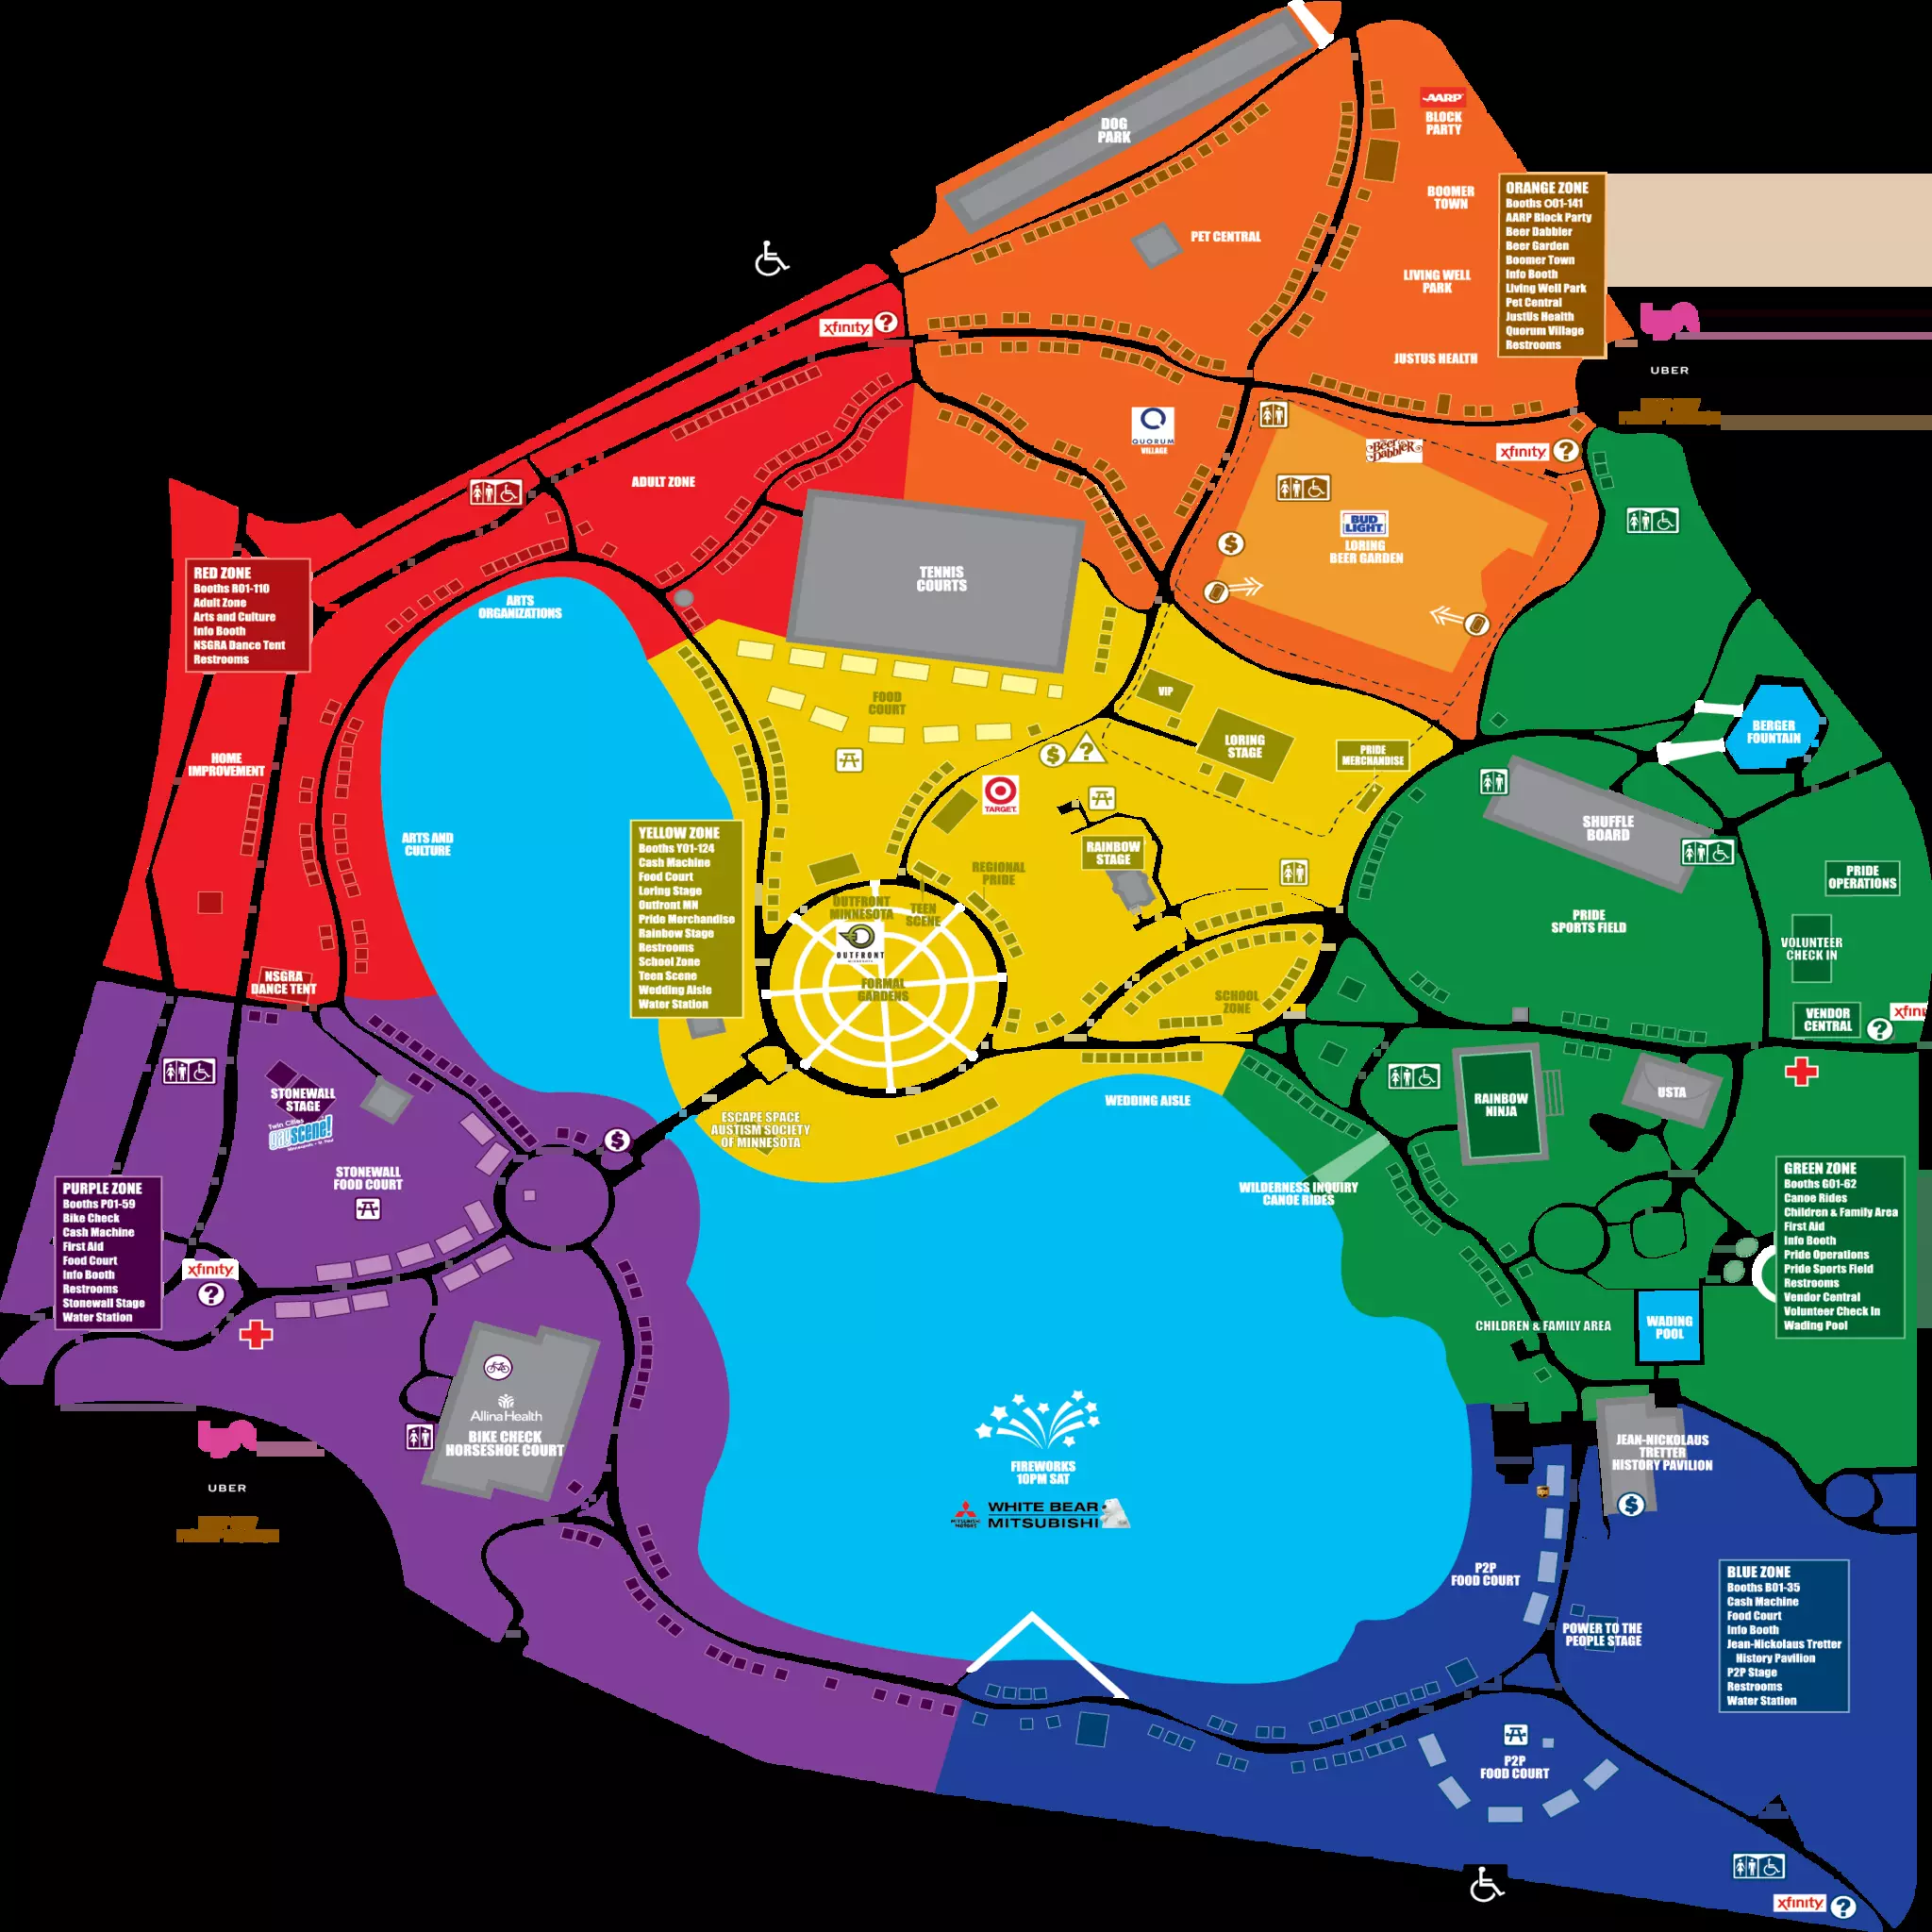 DOG
PARK
AARP
BLOCK
PARTY
BOOMER
TOWN
PET CENTRAL
LIVING WELL
PARK
JUSTUS HEALTH
ORANGE ZONE
Booths O01-141
AARP Block Party
Beer Dabbler
Beer Garden
Boomer Town
Info Booth
Living Well Park
Pet Central
JustUs Health
Quorum Village
Restrooms
UBER
xfinity
?
ADULT ZONE
QUORUM
VILLAGE
Beer
Dabbler
xfinity
?
BUD
LIGHT
LORING
BEER GARDEN
$
TENNIS
COURTS
RED ZONE
Booths R01-110
Adult Zone
Arts and Culture
Info Booth
NSGRA Dance Tent
Restrooms
ARTS
ORGANIZATIONS
HOME
IMPROVEMENT
ARTS AND
CULTURE
NSGRA
DANCE TENT
FOOD
COURT
VIP
LORING
STAGE
PRIDE
MERCHANDISE
$
?
TARGET
RAINBOW
STAGE
REGIONAL
PRIDE
TEEN
SCENE
OUTFRONT
MINNESOTA
OUTFRONT
FORMAL
GARDENS
SCHOOL
ZONE
YELLOW ZONE
Booths Y01-124
Cash Machine
Food Court
Loring Stage
Outfront MN
Pride Merchandise
Rainbow Stage
Restrooms
School Zone
Teen Scene
Wedding Aisle
Water Station
WEDDING AISLE
ESCAPE SPACE
AUSTISM SOCIETY
OF MINNESOTA
BERGER
FOUNTAIN
SHUFFLE
BOARD
PRIDE
SPORTS FIELD
PRIDE
OPERATIONS
VOLUNTEER
CHECK IN
VENDOR
CENTRAL
xfini
?
RAINBOW
NINJA
USTA
WILDERNESS INQUIRY
CANOE RIDES
CHILDREN & FAMILY AREA
WADING
POOL
GREEN ZONE
Booths G01-62
Canoe Rides
Children & Family Area
First Aid
Info Booth
Pride Operations
Pride Sports Field
Restrooms
Vendor Central
Volunteer Check In
Wading Pool
STONEWALL
STAGE
Twin Cities
gayscene!
STONEWALL
FOOD COURT
$
PURPLE ZONE
Booths P01-59
Bike Check
Cash Machine
First Aid
Food Court
Info Booth
Restrooms
Stonewall Stage
Water Station
xfinity
?
Allina Health
BIKE CHECK
HORSESHOE COURT
UBER
FIREWORKS
10PM SAT
WHITE BEAR
MITSUBISHI
JEAN-NICKOLAUS
TRETTER
HISTORY PAVILION
$
ups
P2P
FOOD COURT
POWER TO THE
PEOPLE STAGE
BLUE ZONE
Booths B01-35
Cash Machine
Food Court
Info Booth
Jean-Nickolaus Tretter
History Pavilion
P2P Stage
Restrooms
Water Station
P2P
FOOD COURT
xfinity
?